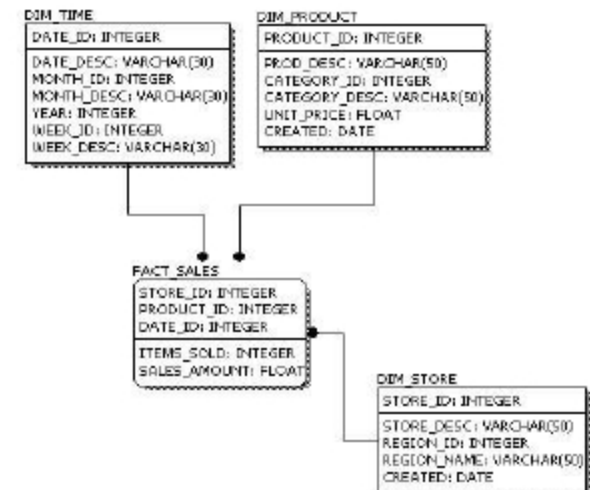 DIM_TIME
DATE_ID: INTEGER
DATE_DESC: VARCHAR(30)
MONTH_ID: INTEGER
MONTH_DESC: VARCHAR(30)
YEAR: INTEGER
WEEK_ID: INTEGER
WEEK_DESC: VARCHAR(30)
DIM_PRODUCT
PRODUCT_ID: INTEGER
PROD_DESC: VARCHAR(50)
CATEGORY_ID: INTEGER
CATEGORY_DESC: VARCHAR(50)
UNIT_PRICE: FLOAT
CREATED: DATE
FACT_SALES
STORE_ID: INTEGER
PRODUCT_ID: INTEGER
DATE_ID: INTEGER
ITEMS_SOLD: INTEGER
SALES_AMOUNT: FLOAT
DIM_STORE
STORE_ID: INTEGER
STORE_DESC: VARCHAR(50)
REGION_ID: INTEGER
REGION_NAME: VARCHAR(50)
CREATED: DATE